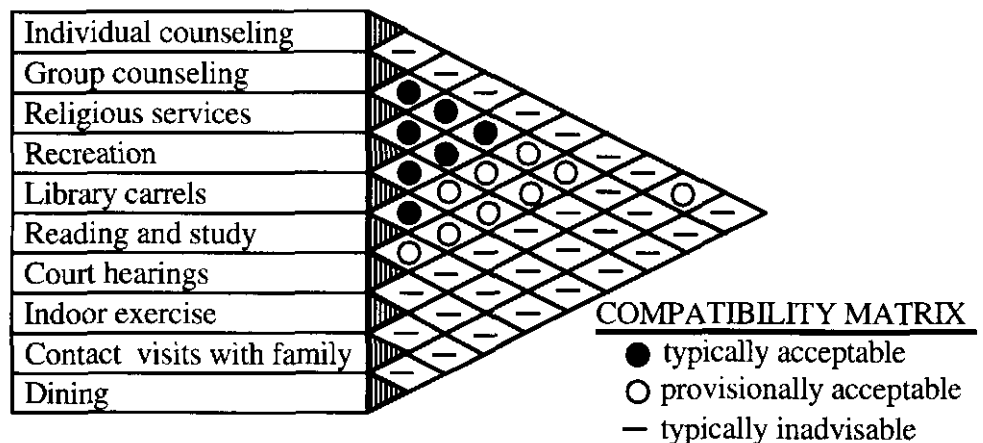 Individual counseling
Group counseling
Religious services
Recreation
Library carrels
Reading and study
Court hearings
Indoor exercise
Contact visits with family
Dining
COMPATIBILITY MATRIX
● typically acceptable
○ provisionally acceptable
– typically inadvisable